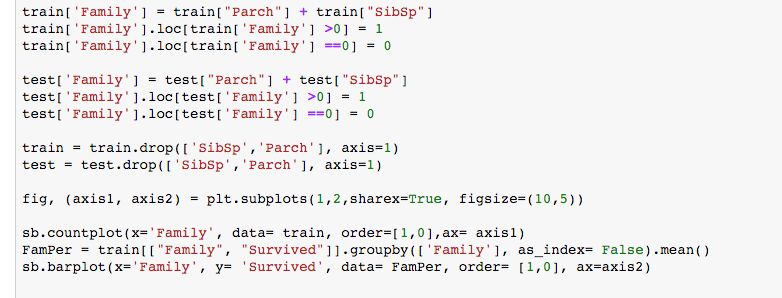 train['Family'] = train["Parch"] + train["SibSp"]
train['Family'].loc[train['Family'] >0] = 1
train['Family'].loc[train['Family'] ==0] = 0
test['Family'] = test["Parch"] + test["SibSp"]
test['Family'].loc[test['Family'] >0] = 1
test['Family'].loc[test['Family'] ==0] = 0
train = train.drop(['SibSp','Parch'], axis=1)
test = test.drop(['SibSp','Parch'], axis=1)
fig, (axis1, axis2) = plt.subplots(1,2,sharex=True, figsize=(10,5))
sb.countplot(x='Family', data= train, order=[1,0],ax= axis1)
FamPer = train[["Family", "Survived"]].groupby(['Family'], as_index= False).mean()
sb.barplot(x='Family', y= 'Survived', data= FamPer, order= [1,0], ax=axis2)